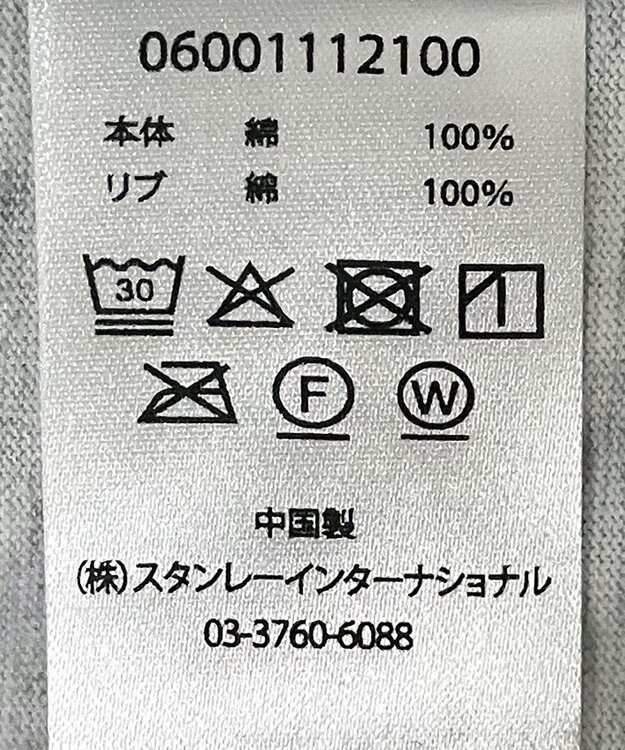 06001112100
本体 綿 100%
リブ 綿 100%
30
F W
中国製
(株)スタンレーインターナショナル
03-3760-6088